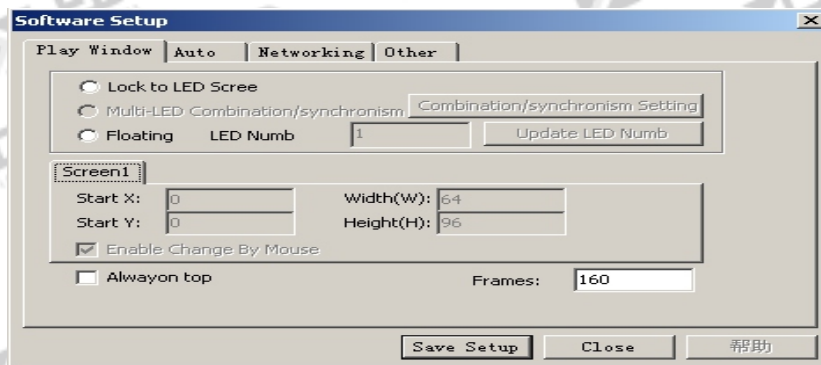 Software Setup
Play Window Auto Networking Other
Lock to LED Scree
Multi-LED Combination/synchronism Combination/synchronism Setting
Floating LED Numb 1 Update LED Numb
Screen1
Start X: 0 Width(W): 64
Start Y: 0 Height(H): 96
Enable Change By Mouse
Alwayon top Frames: 160
Save Setup Close 帮助